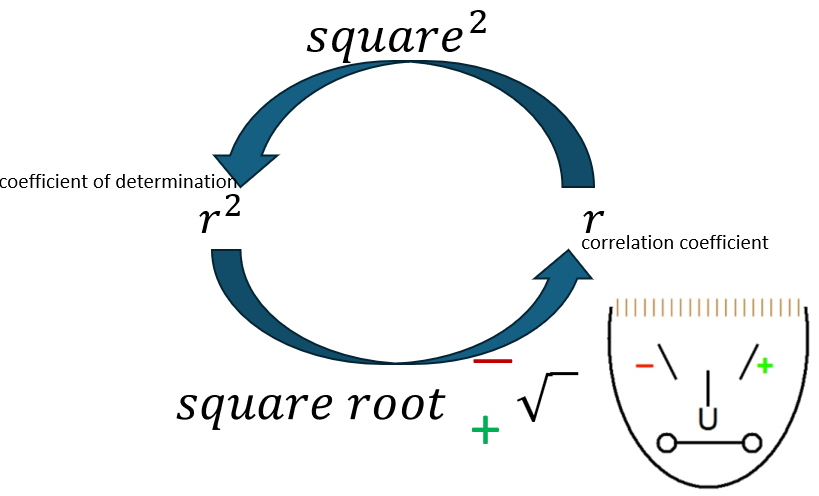 square²
coefficient of determination
r²
r
correlation coefficient
square root − + √
− +
U